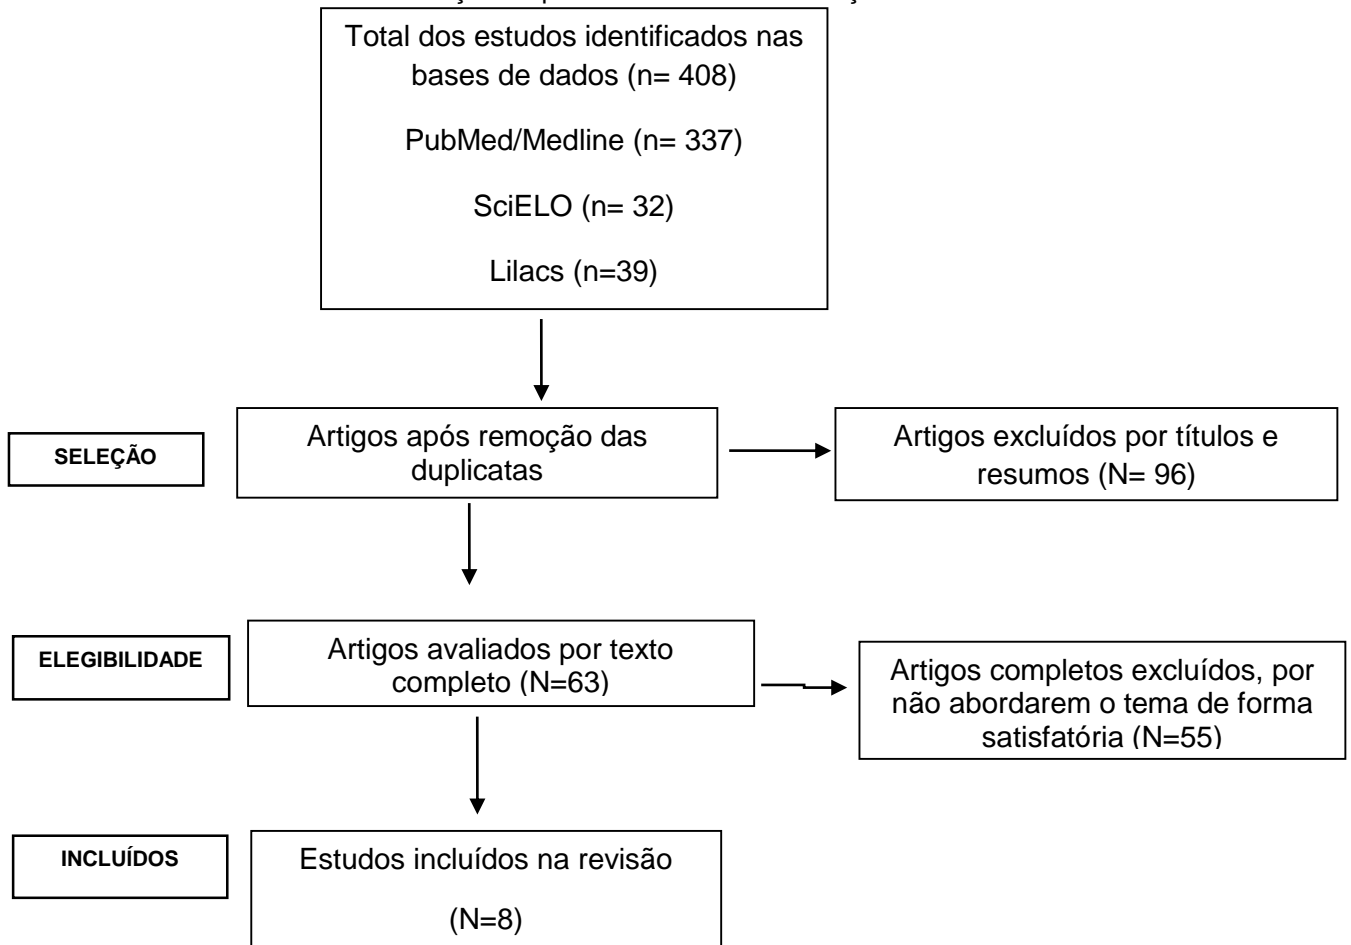 Total dos estudos identificados nas
bases de dados (n= 408)
PubMed/Medline (n= 337)
SciELO (n= 32)
Lilacs (n=39)
SELEÇÃO
Artigos após remoção das
duplicatas
Artigos excluídos por títulos e
resumos (N= 96)
ELEGIBILIDADE
Artigos avaliados por texto
completo (N=63)
Artigos completos excluídos, por
não abordarem o tema de forma
satisfatória (N=55)
INCLUÍDOS
Estudos incluídos na revisão
(N=8)